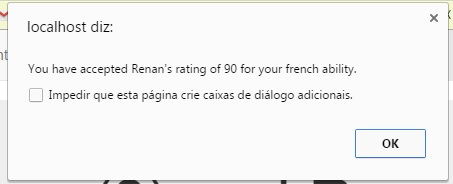 localhost diz:
You have accepted Renan's rating of 90 for your french ability.
Impedir que esta página crie caixas de diálogo adicionais.
OK